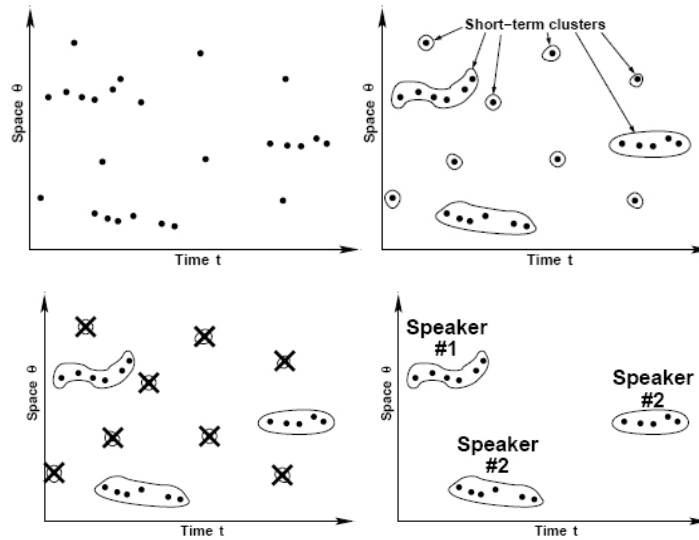 Space θ
Time t
Short-term clusters
Space θ
Time t
Space θ
Time t
Speaker
#1
Speaker
#2
Speaker
#2
Space θ
Time t